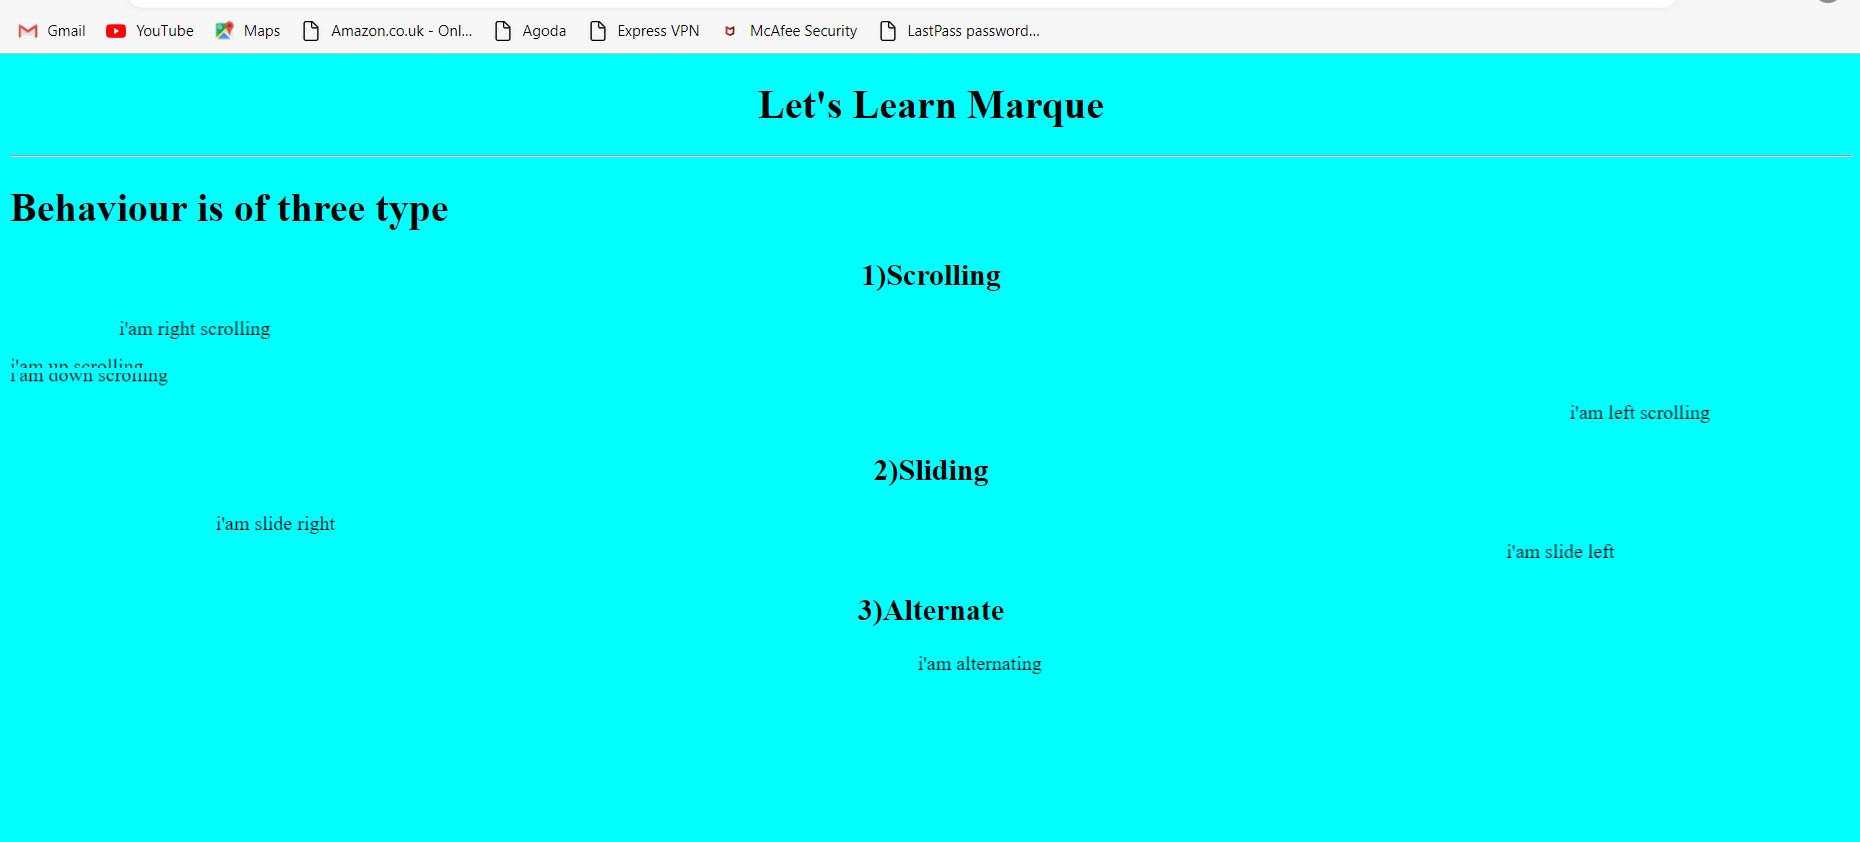 Gmail YouTube Maps Amazon.co.uk - Onl... Agoda Express VPN McAfee Security LastPass password...
Let's Learn Marque
Behaviour is of three type
1)Scrolling
i'am right scrolling
i'am up scrolling
i'am down scrolling
i'am left scrolling
2)Sliding
i'am slide right
i'am slide left
3)Alternate
i'am alternating